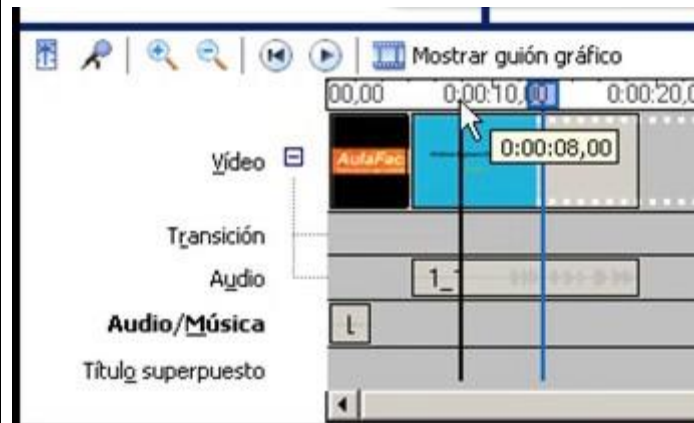 Mostrar guión gráfico
00,00 0:00:10,00 0:00:20,0
Vídeo
AulaFac
0:00:08,00
Transición
Audio
1_1
Audio/Música
Título superpuesto